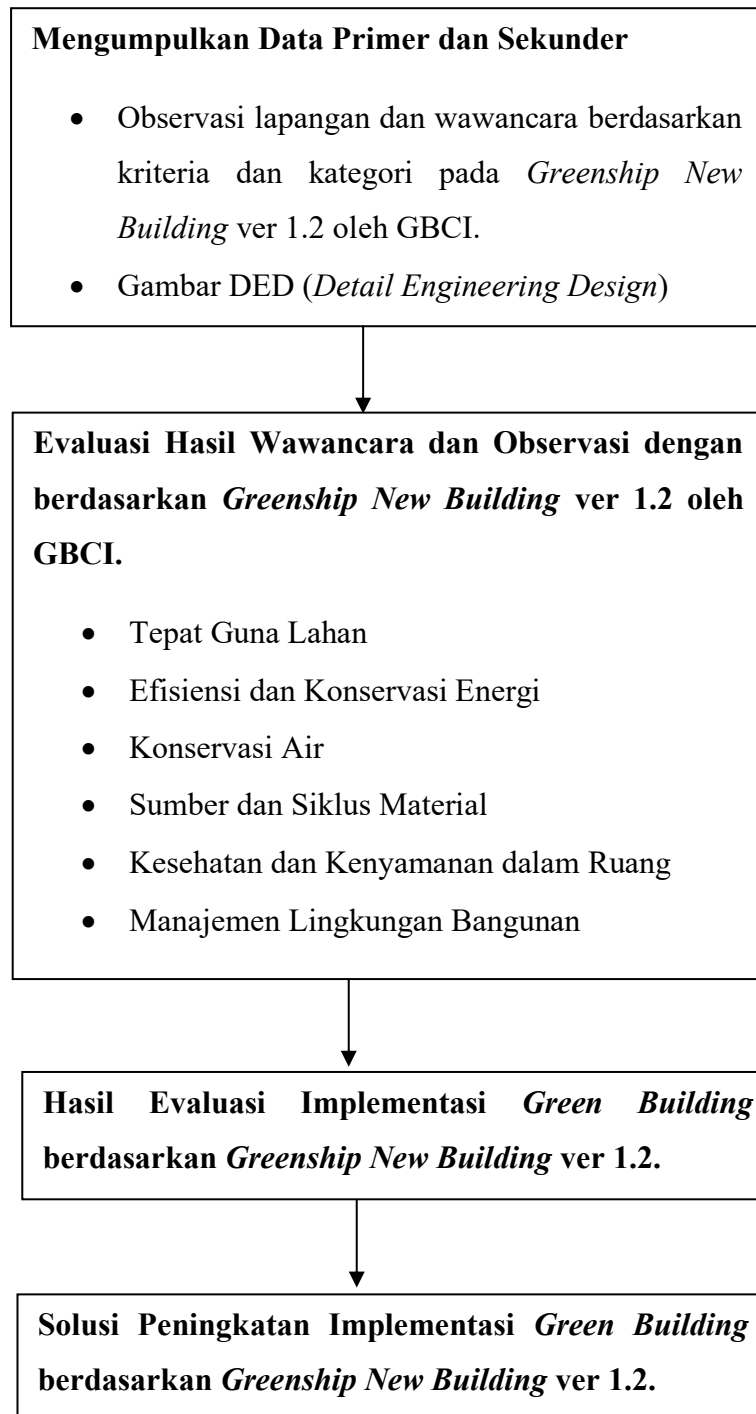 Mengumpulkan Data Primer dan Sekunder
• Observasi lapangan dan wawancara berdasarkan
kriteria dan kategori pada Greenship New
Building ver 1.2 oleh GBCI.
• Gambar DED (Detail Engineering Design)
Evaluasi Hasil Wawancara dan Observasi dengan
berdasarkan Greenship New Building ver 1.2 oleh
GBCI.
• Tepat Guna Lahan
• Efisiensi dan Konservasi Energi
• Konservasi Air
• Sumber dan Siklus Material
• Kesehatan dan Kenyamanan dalam Ruang
• Manajemen Lingkungan Bangunan
Hasil Evaluasi Implementasi Green Building
berdasarkan Greenship New Building ver 1.2.
Solusi Peningkatan Implementasi Green Building
berdasarkan Greenship New Building ver 1.2.